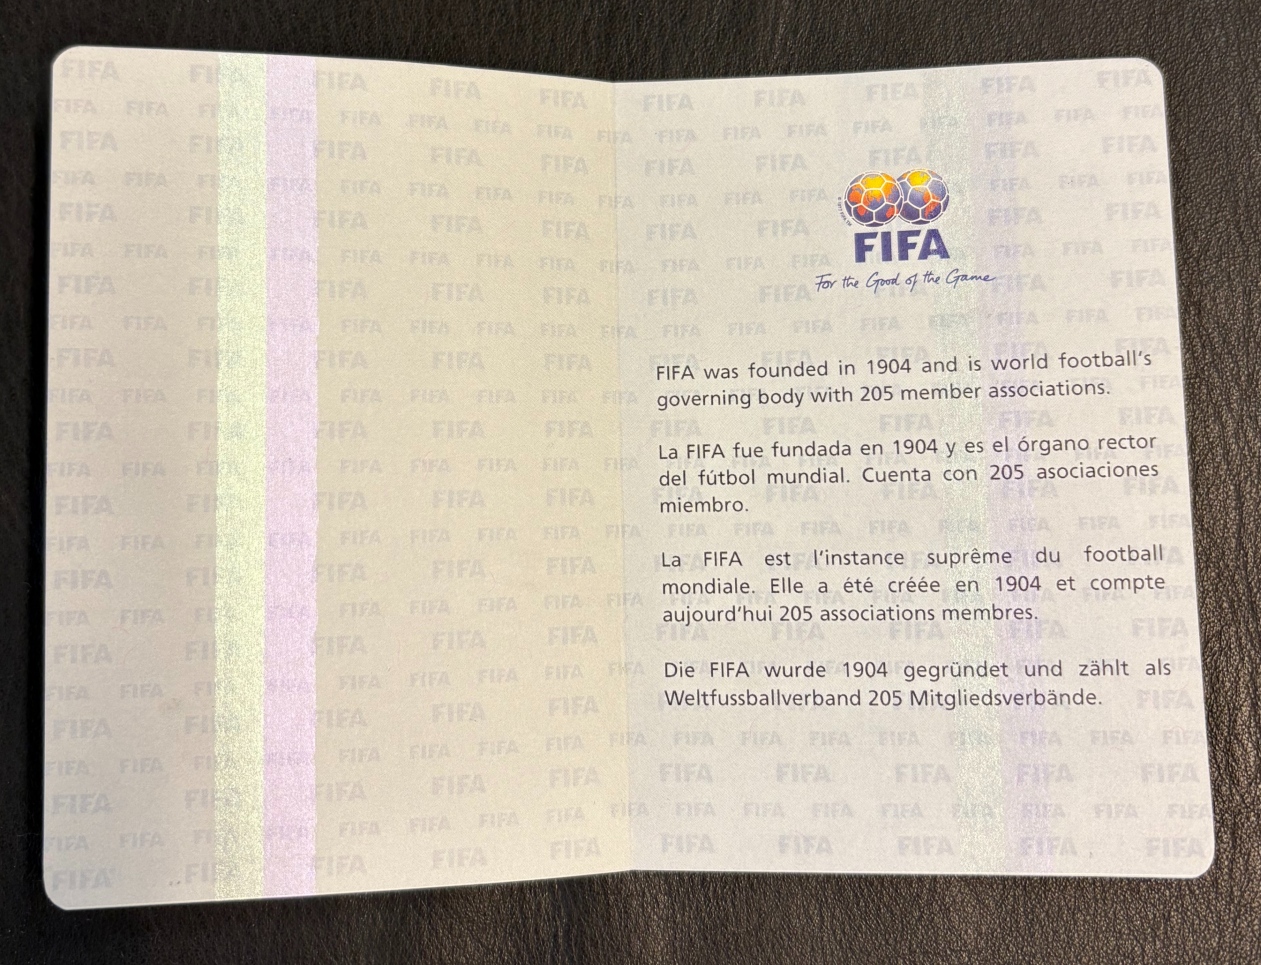 FIFA
For the Good of the Game
FIFA was founded in 1904 and is world football's
governing body with 205 member associations.
La FIFA fue fundada en 1904 y es el órgano rector
del fútbol mundial. Cuenta con 205 asociaciones
miembro.
La FIFA est l'instance suprême du football
mondiale. Elle a été créée en 1904 et compte
aujourd'hui 205 associations membres.
Die FIFA wurde 1904 gegründet und zählt als
Weltfussballverband 205 Mitgliedsverbände.